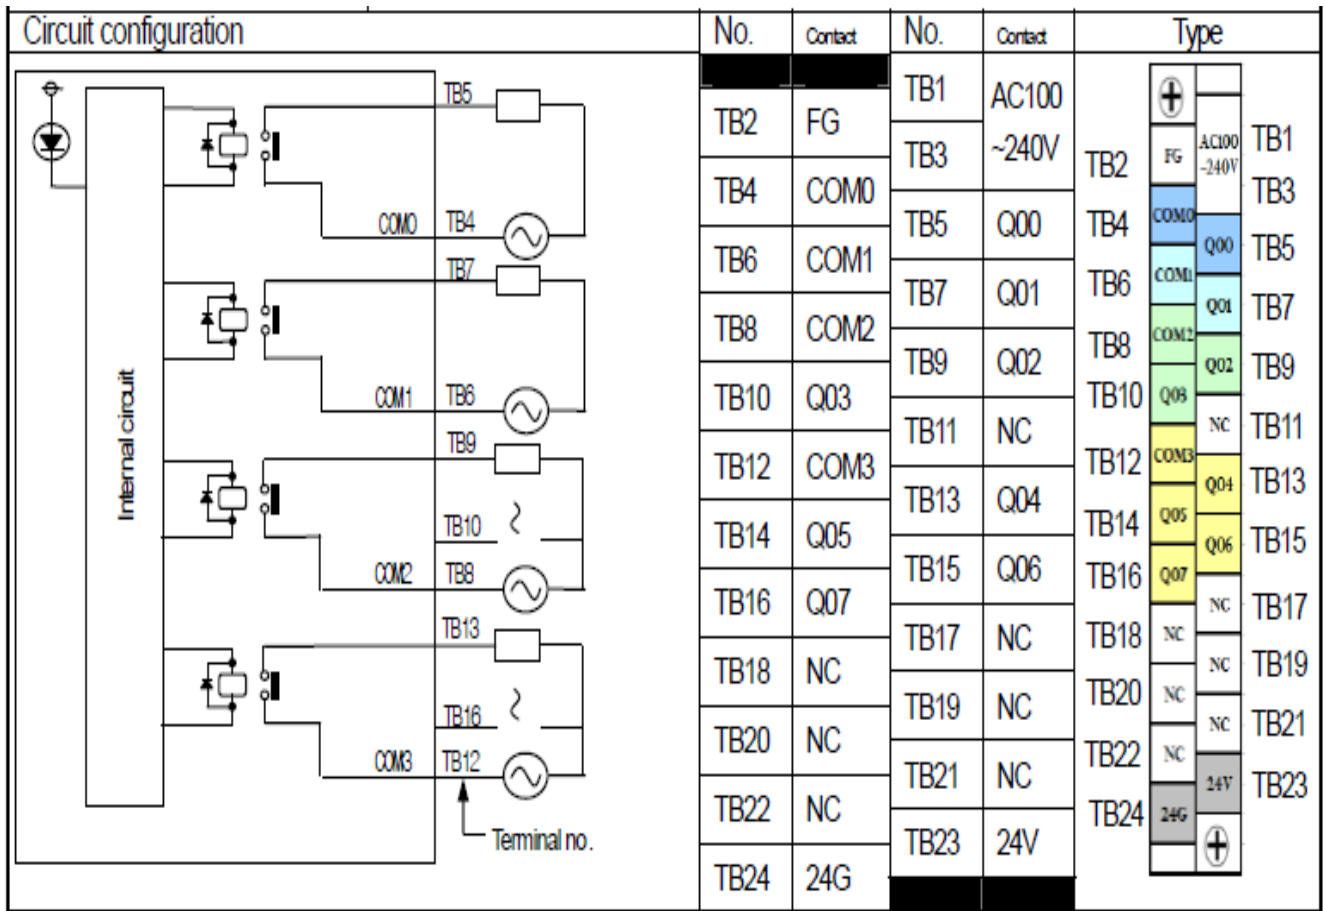 Circuit configuration
No. Contact No. Contact Type
TB5
COM0 TB4
TB7
COM1 TB6
TB9
TB10
COM2 TB8
TB13
TB16
COM3 TB12
Internal circuit
Terminal no.
TB2 FG
TB4 COM0
TB6 COM1
TB8 COM2
TB10 Q03
TB12 COM3
TB14 Q05
TB16 Q07
TB18 NC
TB20 NC
TB22 NC
TB24 24G
TB1 AC100
TB3 ~240V
TB5 Q00
TB7 Q01
TB9 Q02
TB11 NC
TB13 Q04
TB15 Q06
TB17 NC
TB19 NC
TB21 NC
TB23 24V
AC100 TB1
TB2 FG ~240V
TB3
TB4 COM0
Q00 TB5
TB6 COM1
Q01 TB7
TB8 COM2
Q02 TB9
TB10 Q03
NC TB11
TB12 COM3
Q04 TB13
TB14 Q05
Q06 TB15
TB16 Q07
NC TB17
TB18 NC
NC TB19
TB20 NC
NC TB21
TB22 NC
24V TB23
TB24 24G